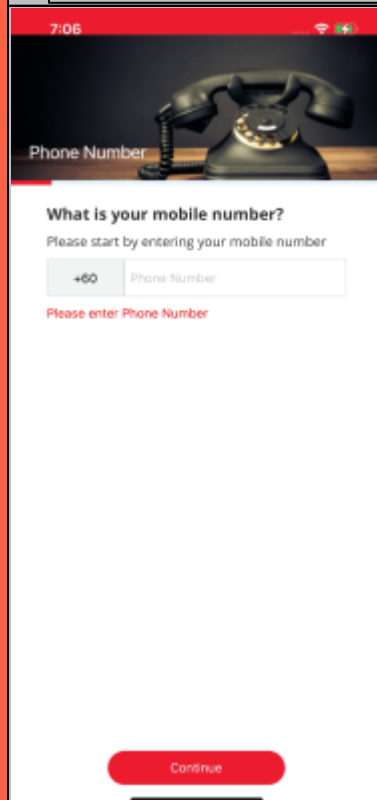 7:06
Phone Number
What is your mobile number?
Please start by entering your mobile number
+60
Phone Number
Please enter Phone Number
Continue